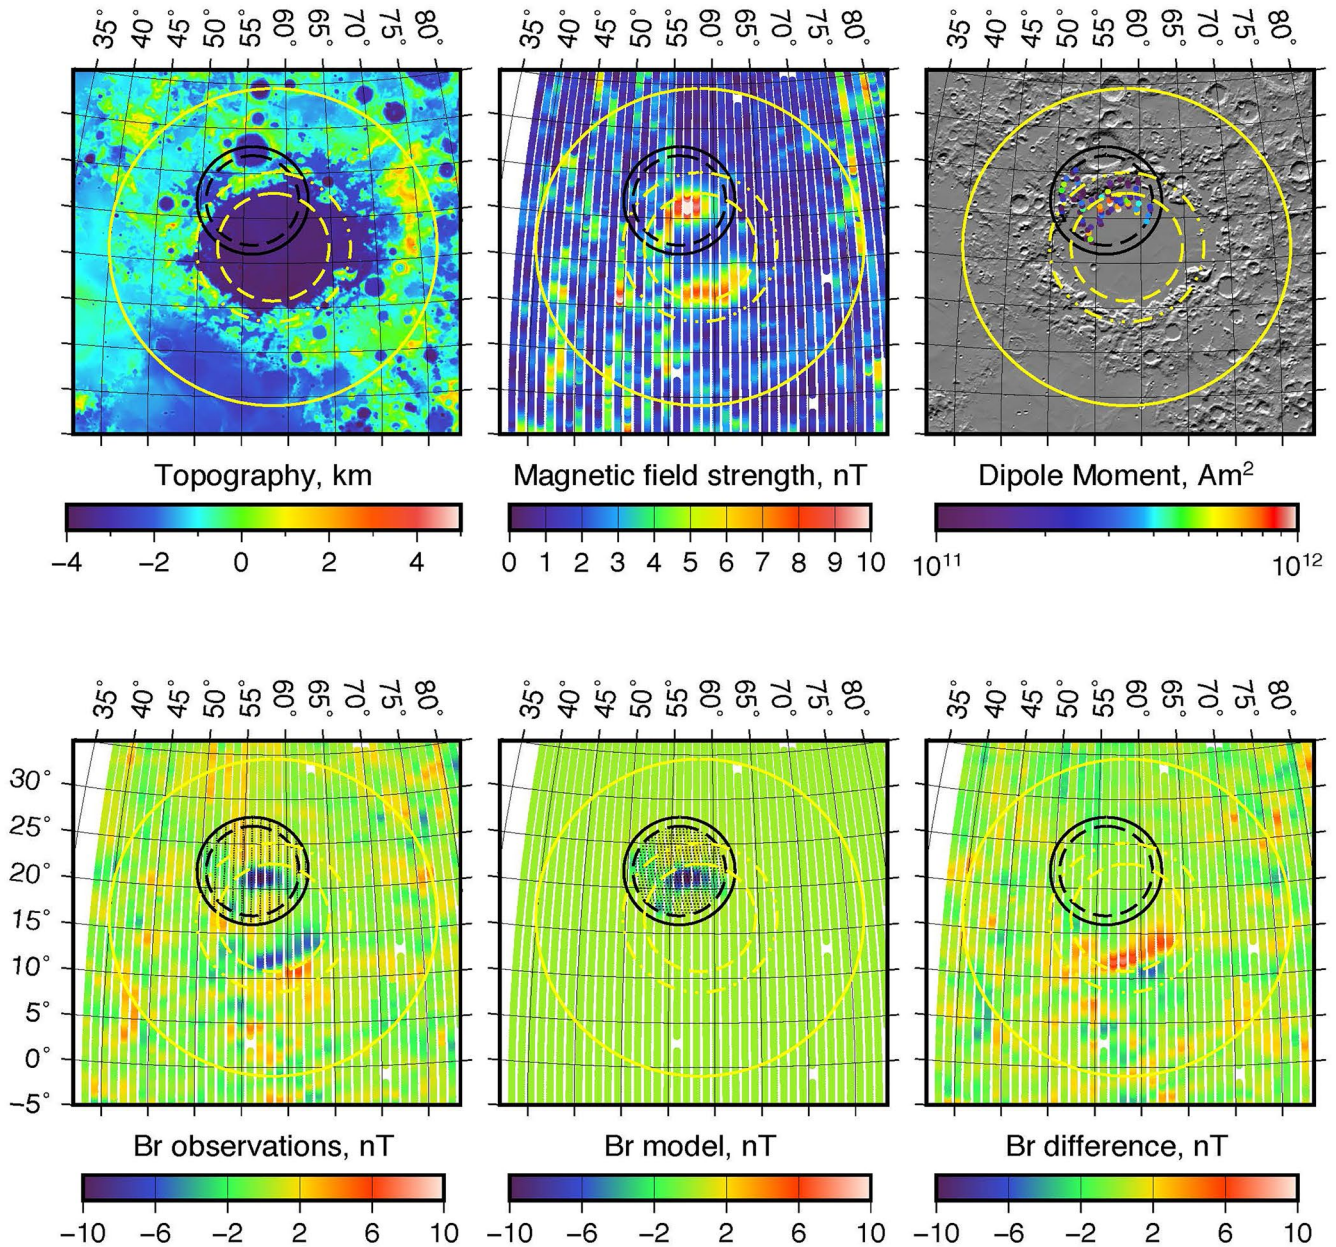 35° 40° 45° 50° 55° 60° 65° 70° 75° 80° 35° 40° 45° 50° 55° 60° 65° 70° 75° 80° 35° 40° 45° 50° 55° 60° 65° 70° 75° 80°
Topography, km Magnetic field strength, nT Dipole Moment, Am²
−4 −2 0 2 4 0 1 2 3 4 5 6 7 8 9 10 10¹¹ 10¹²
35° 40° 45° 50° 55° 60° 65° 70° 75° 80° 35° 40° 45° 50° 55° 60° 65° 70° 75° 80° 35° 40° 45° 50° 55° 60° 65° 70° 75° 80°
30°
25°
20°
15°
10°
5°
0°
−5°
Br observations, nT Br model, nT Br difference, nT
−10 −6 −2 2 6 10 −10 −6 −2 2 6 10 −10 −6 −2 2 6 10